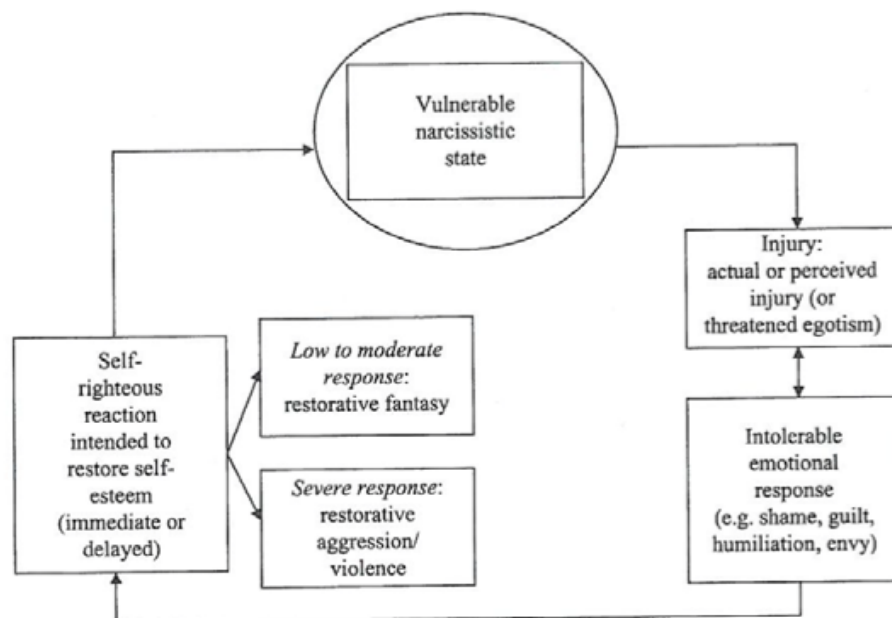 Vulnerable
narcissistic
state
Injury:
actual or perceived
injury (or
threatened egotism)
Intolerable
emotional
response
(e.g. shame, guilt,
humiliation, envy)
Self-
righteous
reaction
intended to
restore self-
esteem
(immediate or
delayed)
Low to moderate
response:
restorative fantasy
Severe response:
restorative
aggression/
violence